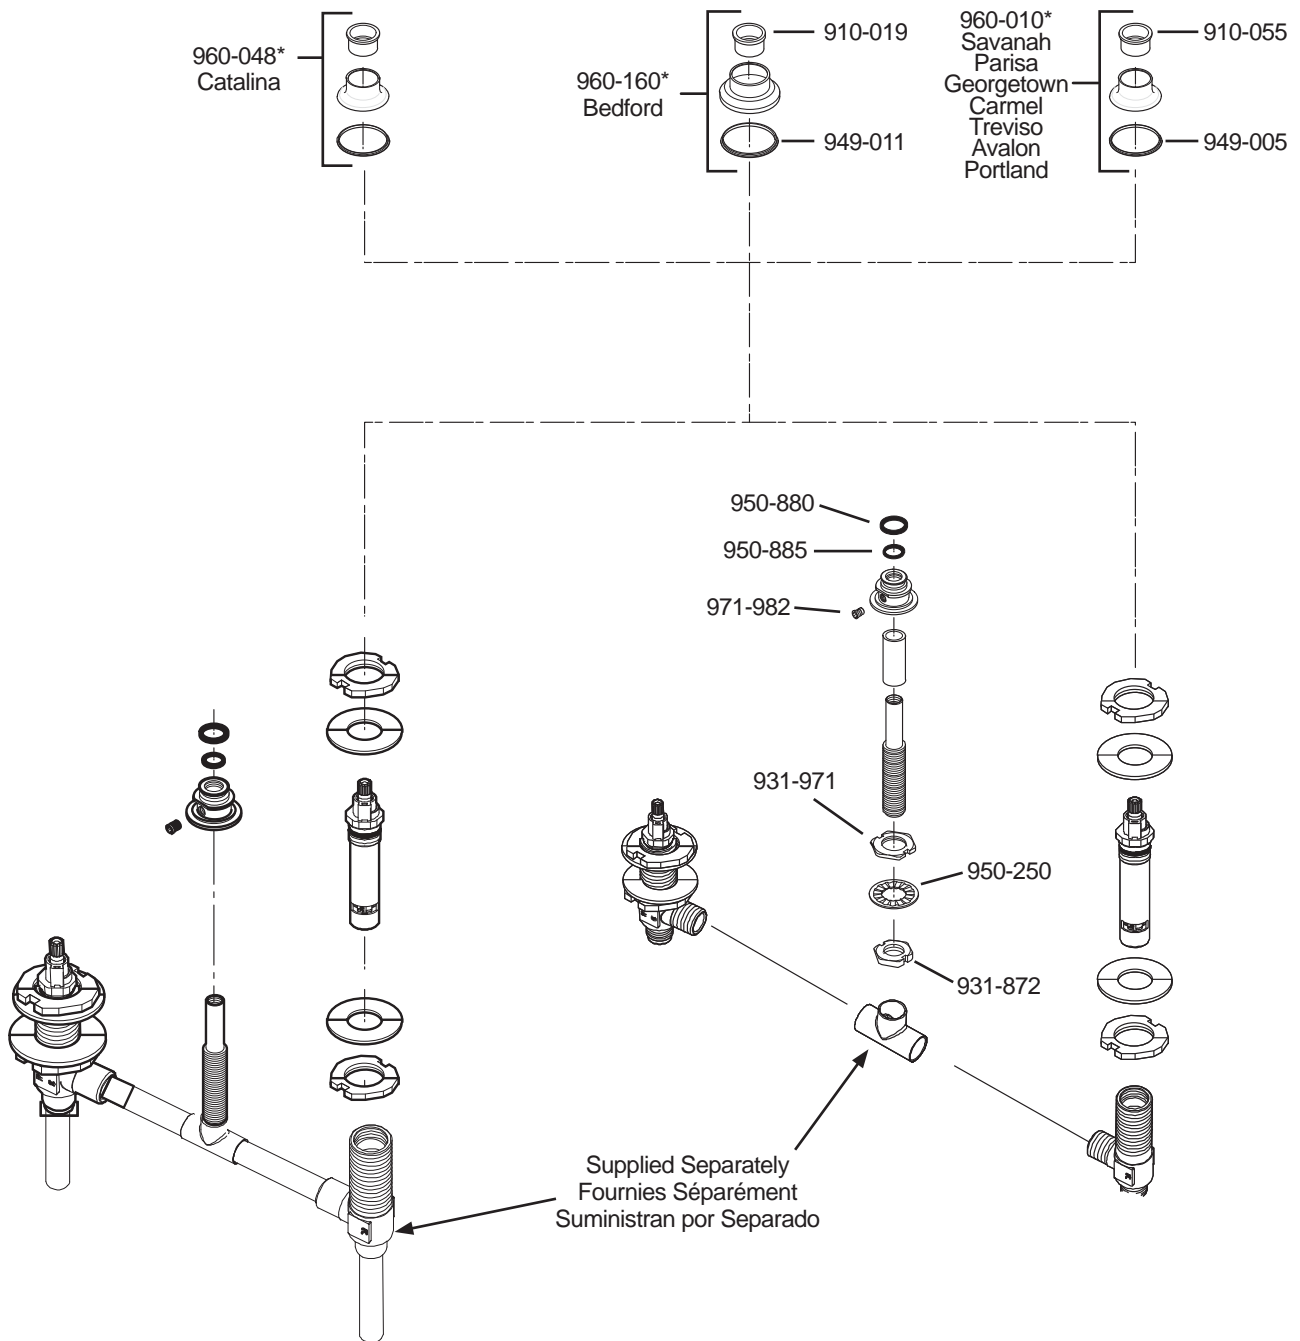 960-048*
Catalina
960-160*
Bedford
910-019
949-011
960-010*
Savanah
Parisa
Georgetown
Carmel
Treviso
Avalon
Portland
910-055
949-005
950-880
950-885
971-982
931-971
950-250
931-872
Supplied Separately
Fournies Séparément
Suministran por Separado